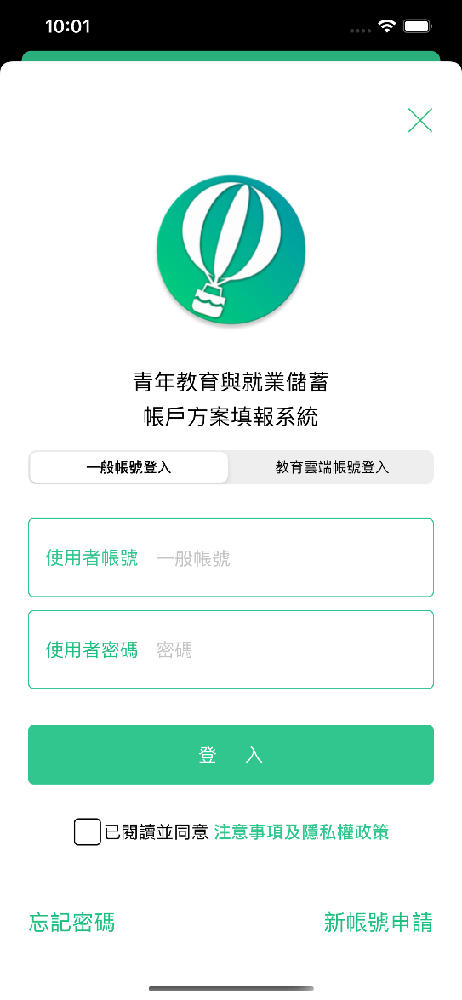 10:01
青年教育與就業儲蓄
帳戶方案填報系統
一般帳號登入 教育雲端帳號登入
使用者帳號 一般帳號
使用者密碼 密碼
登 入
已閱讀並同意 注意事項及隱私權政策
忘記密碼 新帳號申請